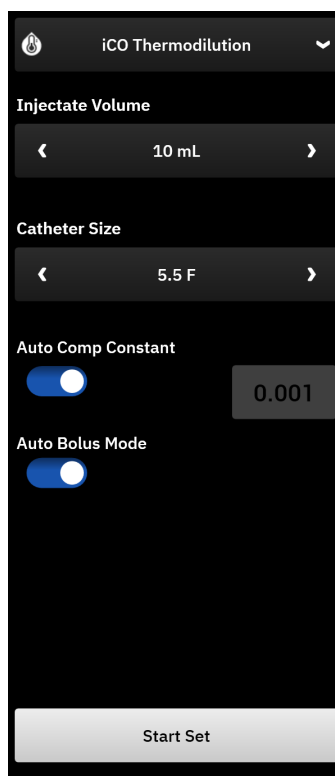 iCO Thermodilution
Injectate Volume
10 mL
Catheter Size
5.5 F
Auto Comp Constant
0.001
Auto Bolus Mode
Start Set